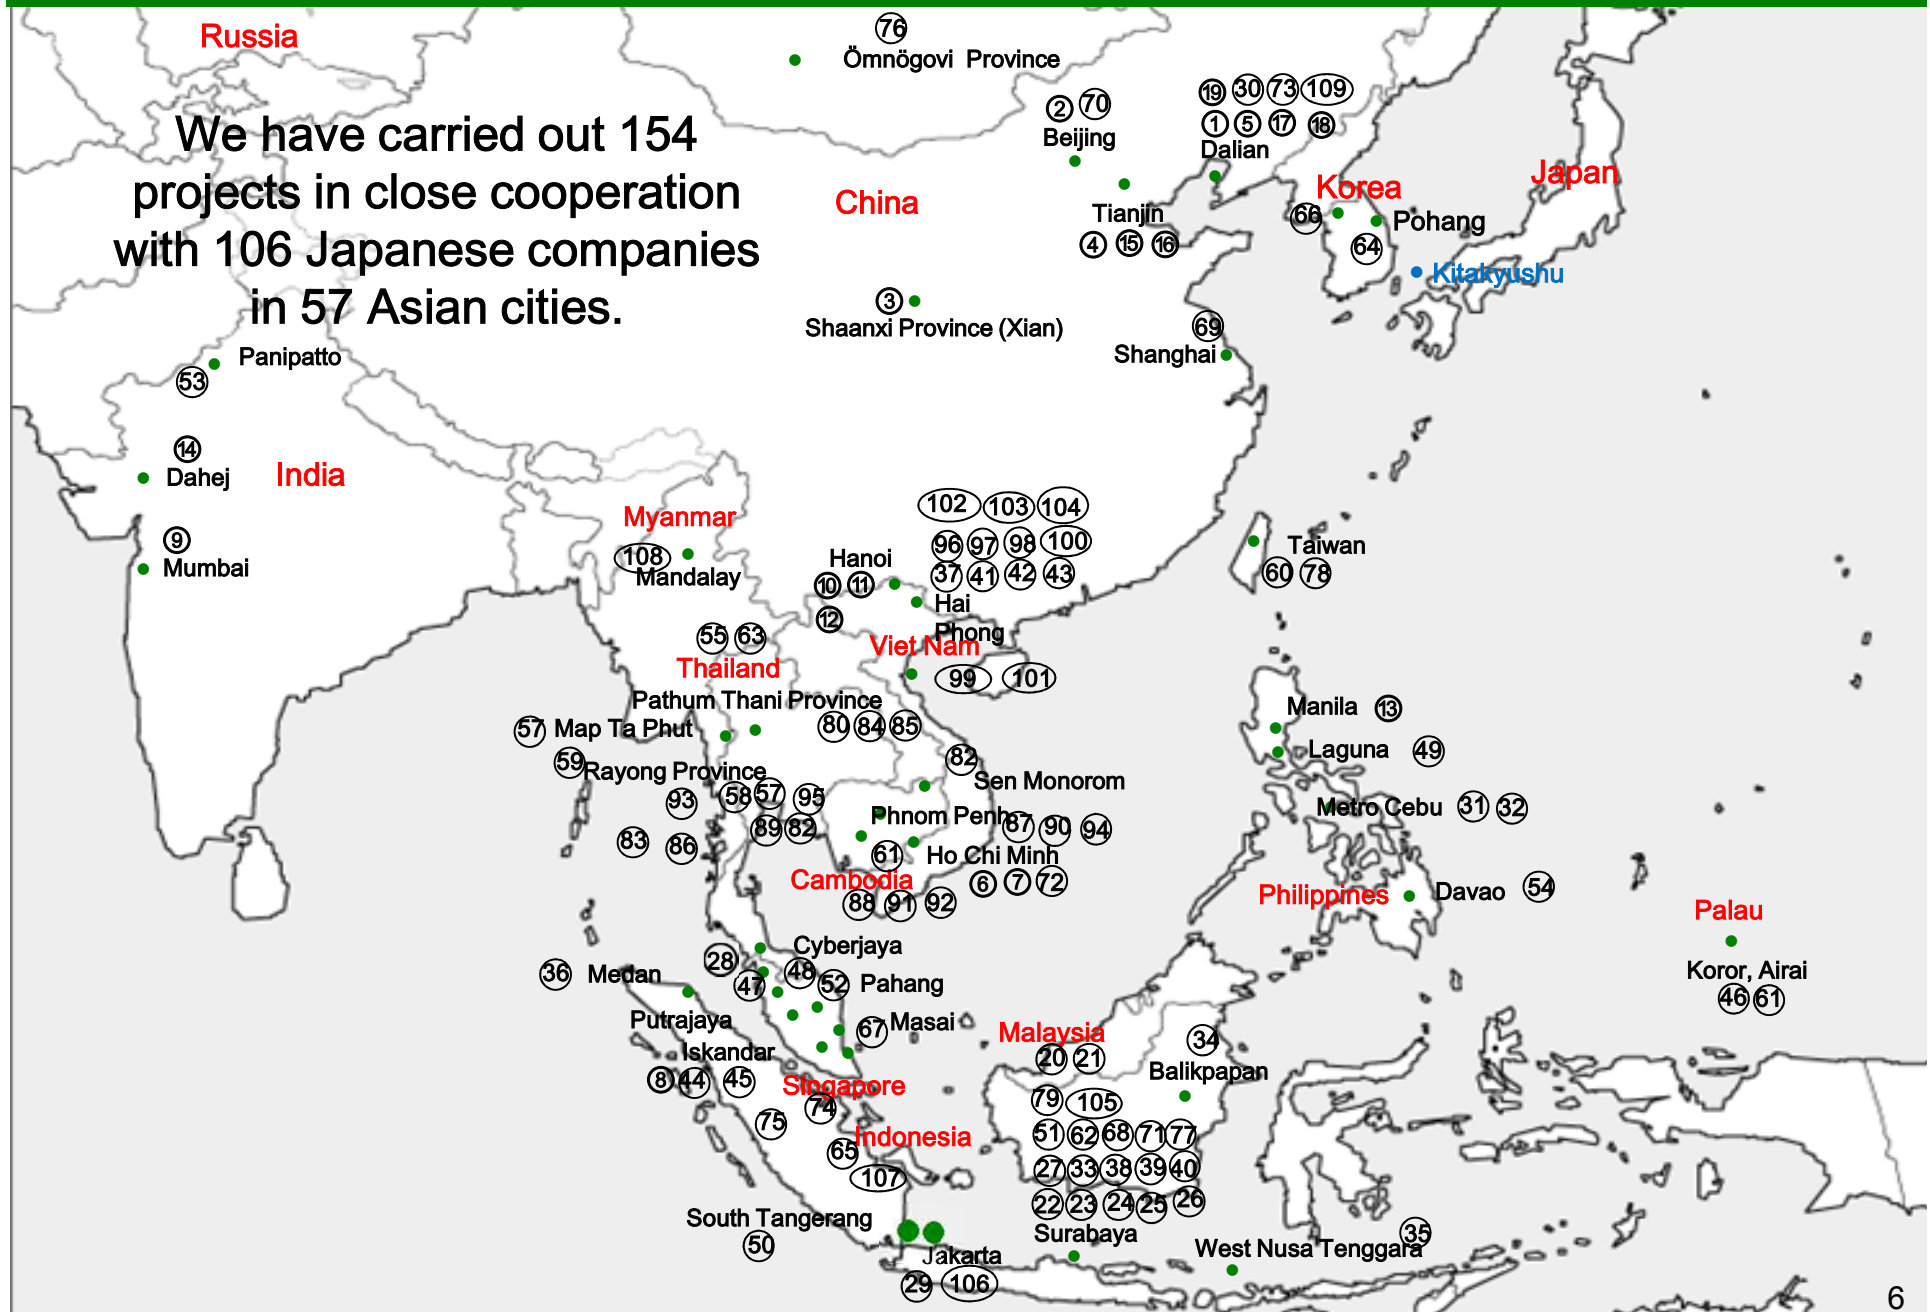 Russia
76
Ömnögovi Province
We have carried out 154
projects in close cooperation
with 106 Japanese companies
in 57 Asian cities.
2 70
Beijing
19 30 73 109
1 5 17 18
Dalian
China
Korea
Japan
Tianjin
4 15 16
66
Pohang
64
Kitakyushu
3
Shaanxi Province (Xian)
69
Shanghai
Panipatto
53
14
Dahej
India
9
Mumbai
Myanmar
108
Mandalay
102 103 104
96 97 98 100
37 41 42 43
Hanoi
10 11
12
Hai
Phong
Viet Nam
99 101
Taiwan
60 78
55 63
Thailand
Pathum Thani Province
80 84 85
57 Map Ta Phut
59
Rayong Province
93 58 57 95
83 86 89 82
82
Sen Monorom
Phnom Penh
87 90 94
61
Ho Chi Minh
6 7 72
Cambodia
88 91 92
Manila 13
Laguna 49
Metro Cebu 31 32
Philippines
Davao 54
Palau
Koror, Airai
46 61
Cyberjaya
28 47 48
52 Pahang
36 Medan
Putrajaya
67 Masai
Iskandar
8 44 45
Singapore
74
75
Indonesia
65
107
Malaysia
20 21
34
Balikpapan
79 105
51 62 68 71 77
27 33 38 39 40
22 23 24 25 26
Surabaya
South Tangerang
50
Jakarta
29 106
West Nusa Tenggara
35
6